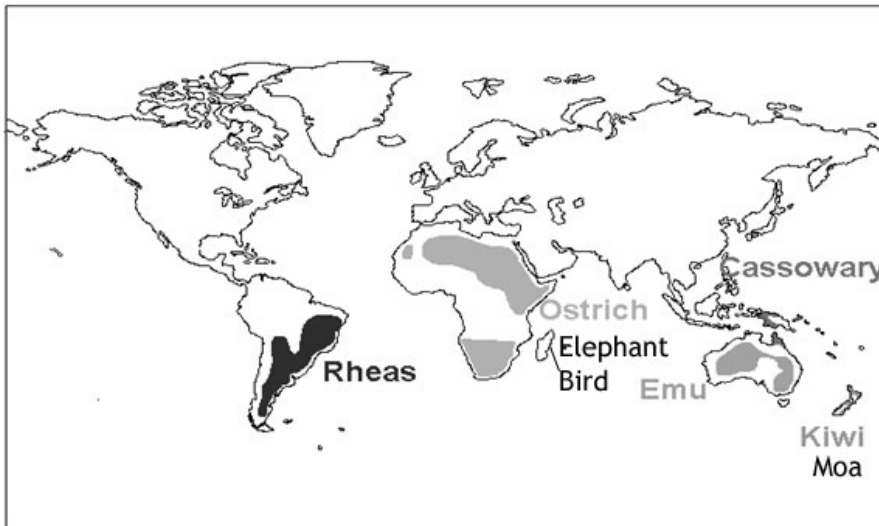 Cassowary
Ostrich
Elephant
Bird
Rheas
Emu
Kiwi
Moa